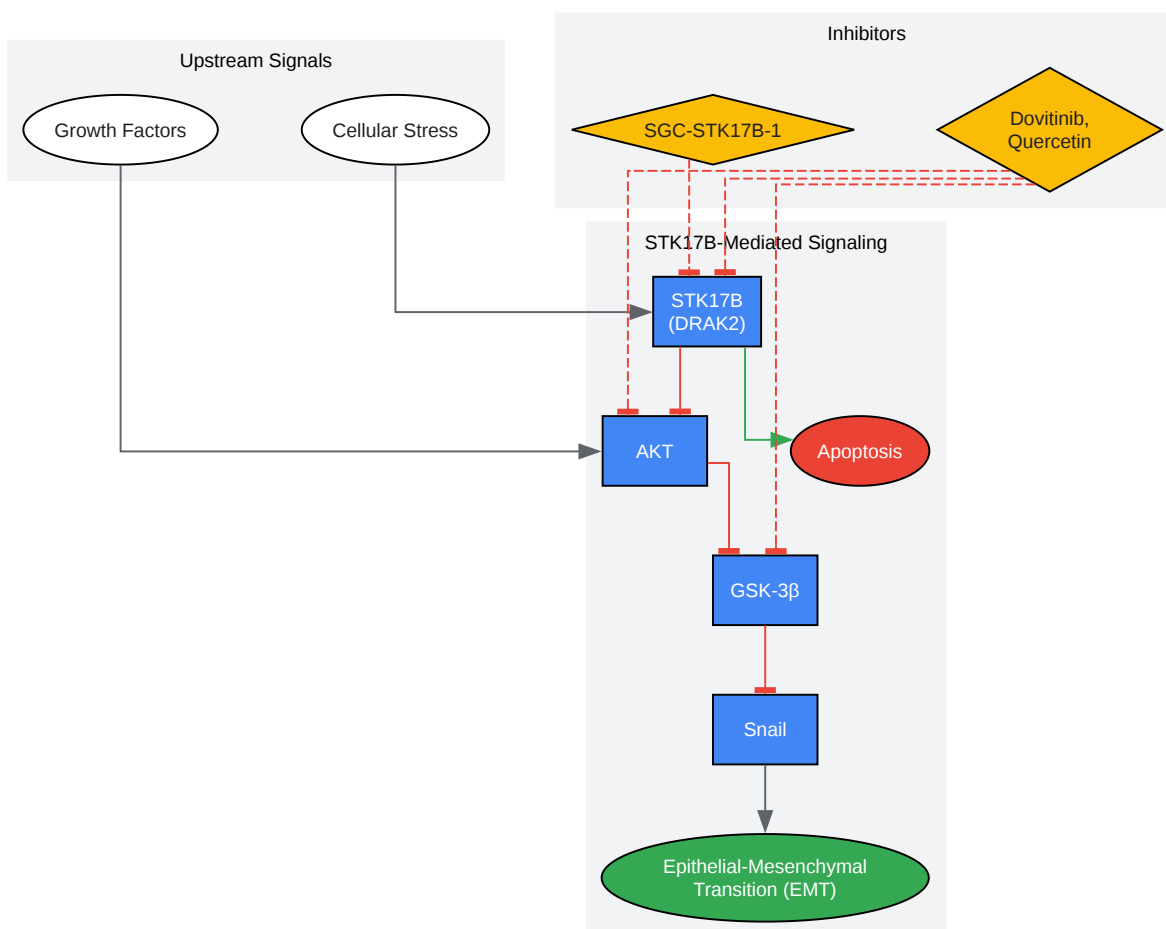 Inhibitors
Upstream Signals
Growth Factors
Cellular Stress
SGC-STK17B-1
Dovitinib,
Quercetin
STK17B-Mediated Signaling
STK17B
(DRAK2)
AKT
Apoptosis
GSK-3β
Snail
Epithelial-Mesenchymal
Transition (EMT)